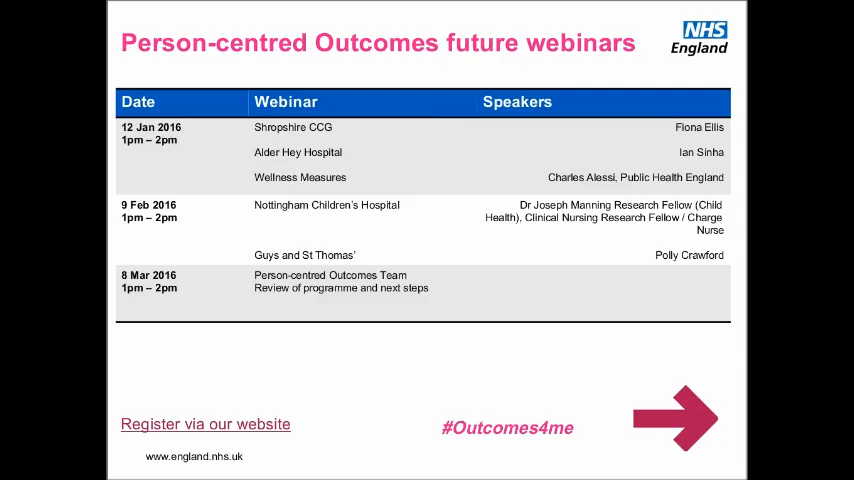 Person-centred Outcomes future webinars
NHS
England
Date Webinar Speakers
12 Jan 2016 Shropshire CCG Fiona Ellis
1pm – 2pm
Alder Hey Hospital Ian Sinha
Wellness Measures Charles Alessi, Public Health England
9 Feb 2016 Nottingham Children’s Hospital Dr Joseph Manning Research Fellow (Child
1pm – 2pm Health), Clinical Nursing Research Fellow / Charge
Nurse
Guys and St Thomas’ Polly Crawford
8 Mar 2016 Person-centred Outcomes Team
1pm – 2pm Review of programme and next steps
Register via our website
#Outcomes4me
www.england.nhs.uk